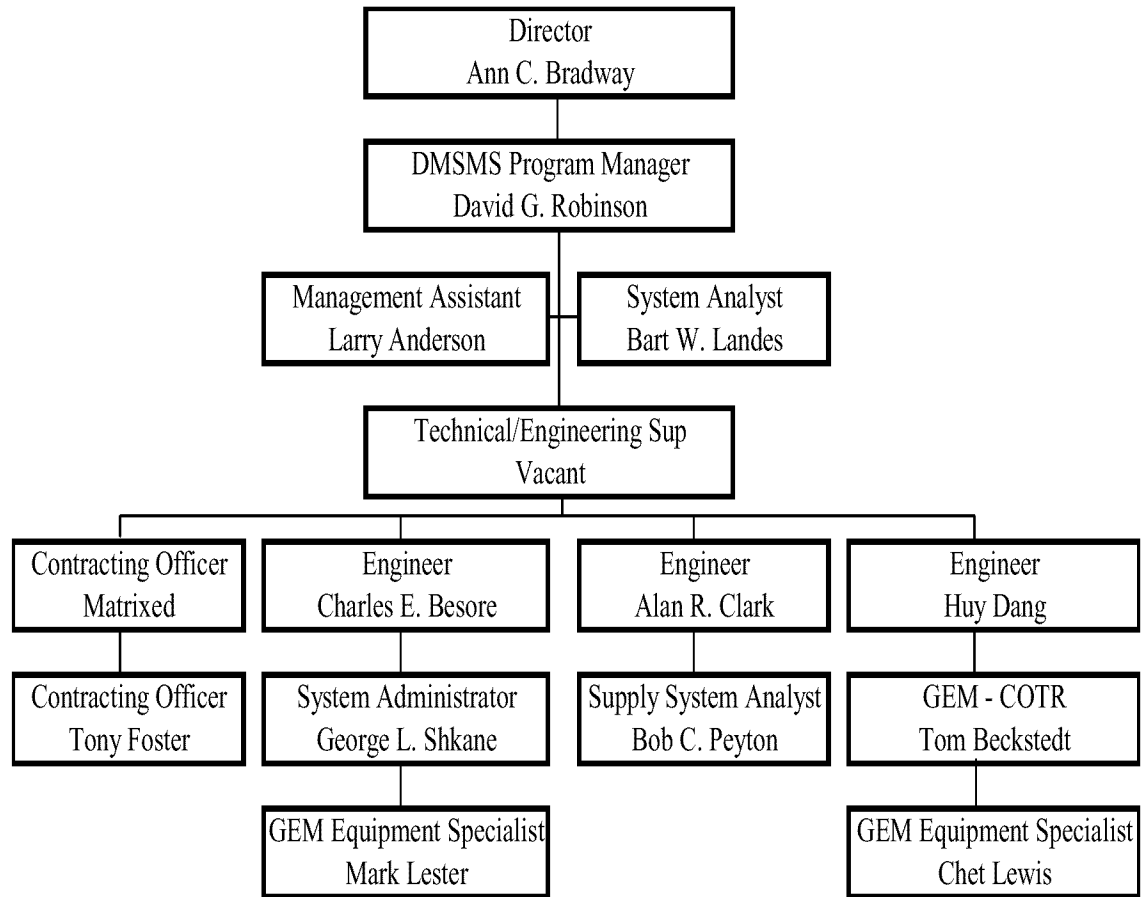 Director
Ann C. Bradway
DMSMS Program Manager
David G. Robinson
Management Assistant
Larry Anderson
System Analyst
Bart W. Landes
Technical/Engineering Sup
Vacant
Contracting Officer
Matrixed
Engineer
Charles E. Besore
Engineer
Alan R. Clark
Engineer
Huy Dang
Contracting Officer
Tony Foster
System Administrator
George L. Shkane
Supply System Analyst
Bob C. Peyton
GEM - COTR
Tom Beckstedt
GEM Equipment Specialist
Mark Lester
GEM Equipment Specialist
Chet Lewis